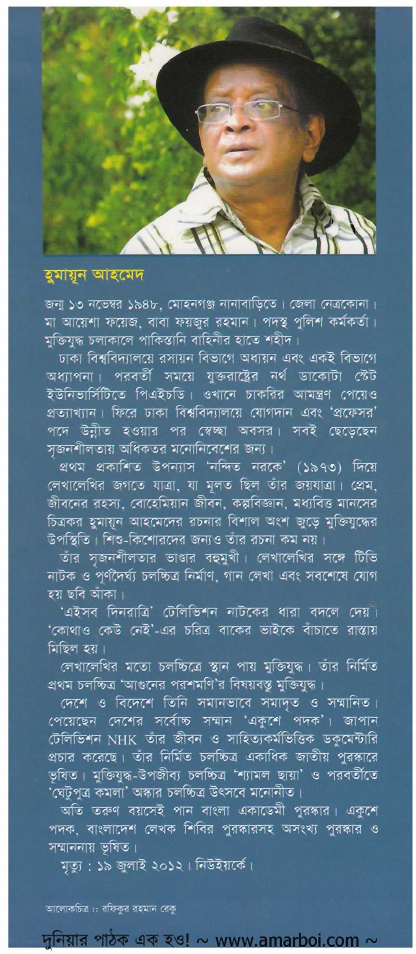 হুমায়ূন আহমেদ
জন্ম ১৩ নভেম্বর ১৯৪৮, মোহনগঞ্জ নানাবাড়িতে। জেলা নেত্রকোনা।
মা আয়েশা ফয়েজ, বাবা ফয়জুর রহমান। পদস্থ পুলিশ কর্মকর্তা।
মুক্তিযুদ্ধ চলাকালে পাকিস্তানি বাহিনীর হাতে শহীদ।
ঢাকা বিশ্ববিদ্যালয়ে রসায়ন বিভাগে অধ্যয়ন এবং একই বিভাগে
অধ্যাপনা। পরবর্তী সময়ে যুক্তরাষ্ট্রের নর্থ ডাকোটা স্টেট
ইউনিভার্সিটিতে পিএইচডি। ওখানে চাকরির আমন্ত্রণ পেয়েও
প্রত্যাখ্যান। ফিরে ঢাকা বিশ্ববিদ্যালয়ে যোগদান এবং ‘প্রফেসর’
পদে উন্নীত হওয়ার পর স্বেচ্ছা অবসর। সবই ছেড়েছেন
সৃজনশীলতায় অধিকতর মনোনিবেশের জন্য।
প্রথম প্রকাশিত উপন্যাস ‘নন্দিত নরকে’ (১৯৭৩) দিয়ে
লেখালেখির জগতে যাত্রা, যা মূলত ছিল তাঁর জয়যাত্রা। প্রেম,
জীবনের রহস্য, বোহেমিয়ান জীবন, কল্পবিজ্ঞান, মধ্যবিত্ত মানসের
চিত্রকর হুমায়ূন আহমেদের রচনার বিশাল অংশ জুড়ে মুক্তিযুদ্ধের
উপস্থিতি। শিশু-কিশোরদের জন্যও তাঁর রচনা কম নয়।
তাঁর সৃজনশীলতার ভাণ্ডার বহুমুখী। লেখালেখির সঙ্গে টিভি
নাটক ও পূর্ণদৈর্ঘ্য চলচ্চিত্র নির্মাণ, গান লেখা এবং সবশেষে যোগ
হয় ছবি আঁকা।
‘এইসব দিনরাত্রি’ টেলিভিশন নাটকের ধারা বদলে দেয়।
‘কোথাও কেউ নেই’-এর চরিত্র বাকের ভাইকে বাঁচাতে রাস্তায়
মিছিল হয়।
লেখালেখির মতো চলচ্চিত্রে স্থান পায় মুক্তিযুদ্ধ। তাঁর নির্মিত
প্রথম চলচ্চিত্র ‘আগুনের পরশমণি’র বিষয়বস্তু মুক্তিযুদ্ধ।
দেশে ও বিদেশে তিনি সমানভাবে সমাদৃত ও সম্মানিত।
পেয়েছেন দেশের সর্বোচ্চ সম্মান ‘একুশে পদক’। জাপান
টেলিভিশন NHK তাঁর জীবন ও সাহিত্যকর্মভিত্তিক ডকুমেন্টারি
প্রচার করেছে। তাঁর নির্মিত চলচ্চিত্র একাধিক জাতীয় পুরস্কারে
ভূষিত। মুক্তিযুদ্ধ-উপজীব্য চলচ্চিত্র ‘শ্যামল ছায়া’ ও পরবর্তীতে
‘ঘেটুপুত্র কমলা’ অস্কার চলচ্চিত্র উৎসবে মনোনীত।
অতি তরুণ বয়সেই পান বাংলা একাডেমী পুরস্কার। একুশে
পদক, বাংলাদেশ লেখক শিবির পুরস্কারসহ অসংখ্য পুরস্কার ও
সম্মাননায় ভূষিত।
মৃত্যু : ১৯ জুলাই ২০১২। নিউইয়র্কে।
আলোকচিত্র :: রফিকুর রহমান রেকু
দুনিয়ার পাঠক এক হও! ~ www.amarboi.com ~